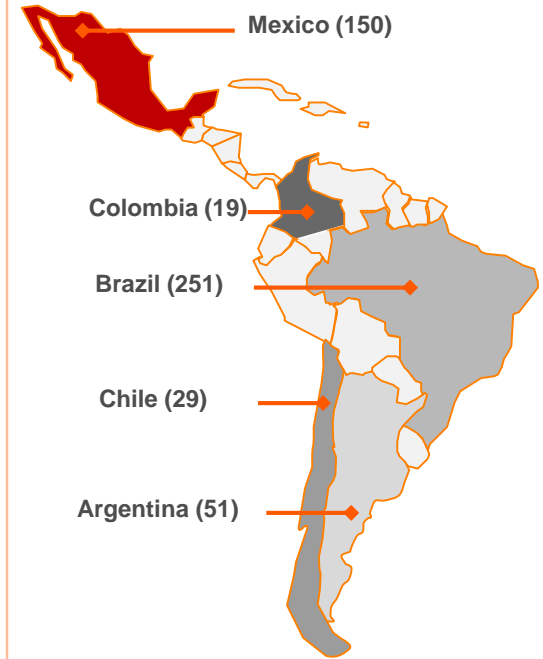 Mexico (150)
Colombia (19)
Brazil (251)
Chile (29)
Argentina (51)